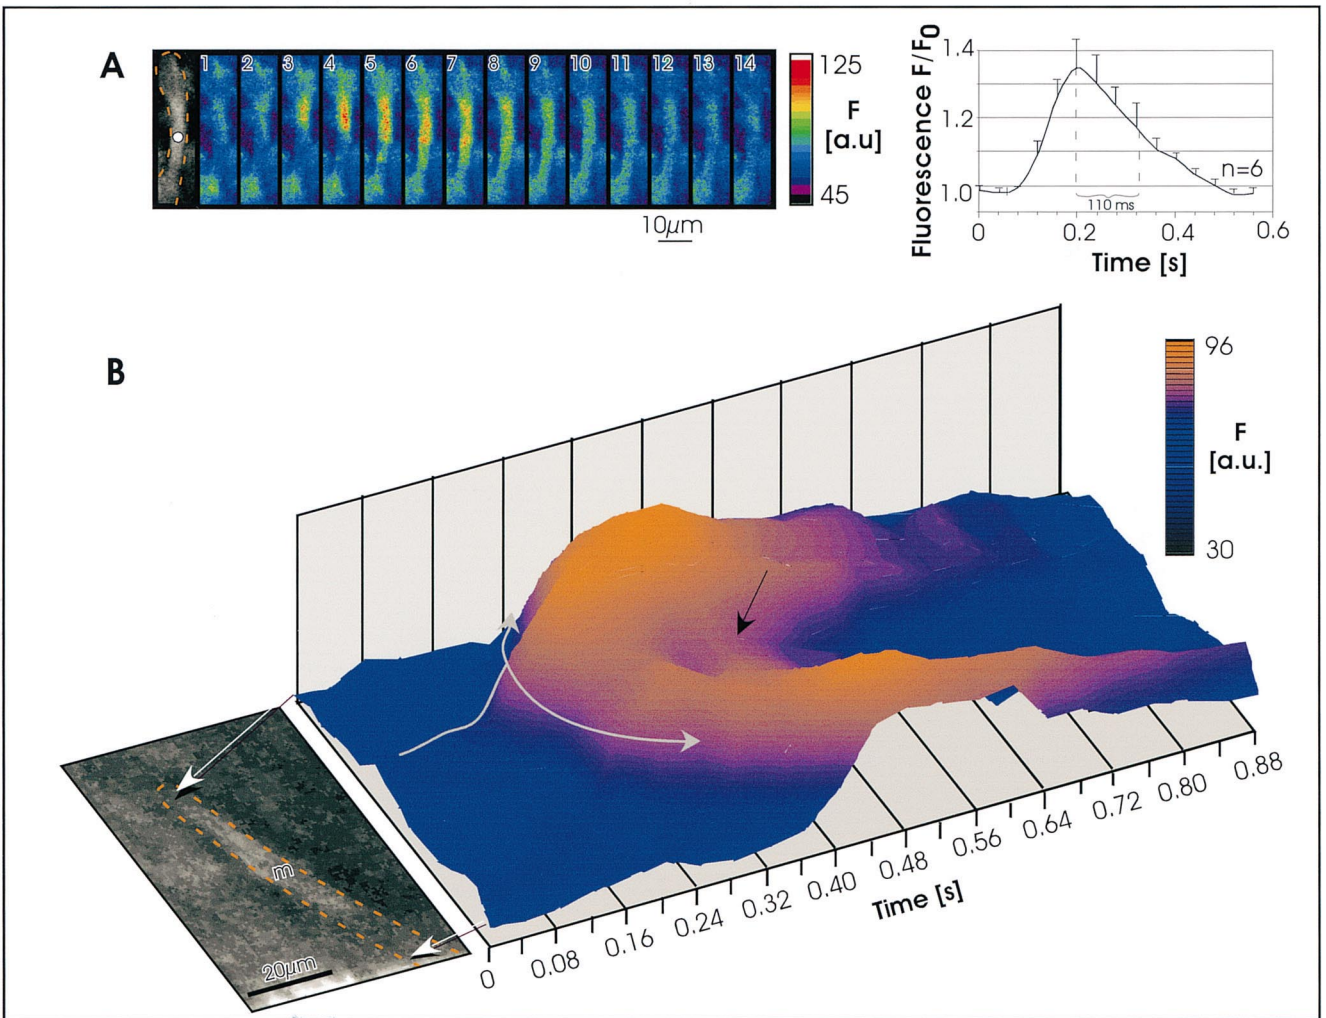 A
1 2 3 4 5 6 7 8 9 10 11 12 13 14
125
F
[a.u]
45
10µm
Fluorescence F/F0
1.4
1.2
1.0
n=6
110 ms
0 0.2 0.4 0.6
Time [s]
B
96
F
[a.u.]
30
m
20µm
0 0.08 0.16 0.24 0.32 0.40 0.48 0.56 0.64 0.72 0.80 0.88
Time [s]